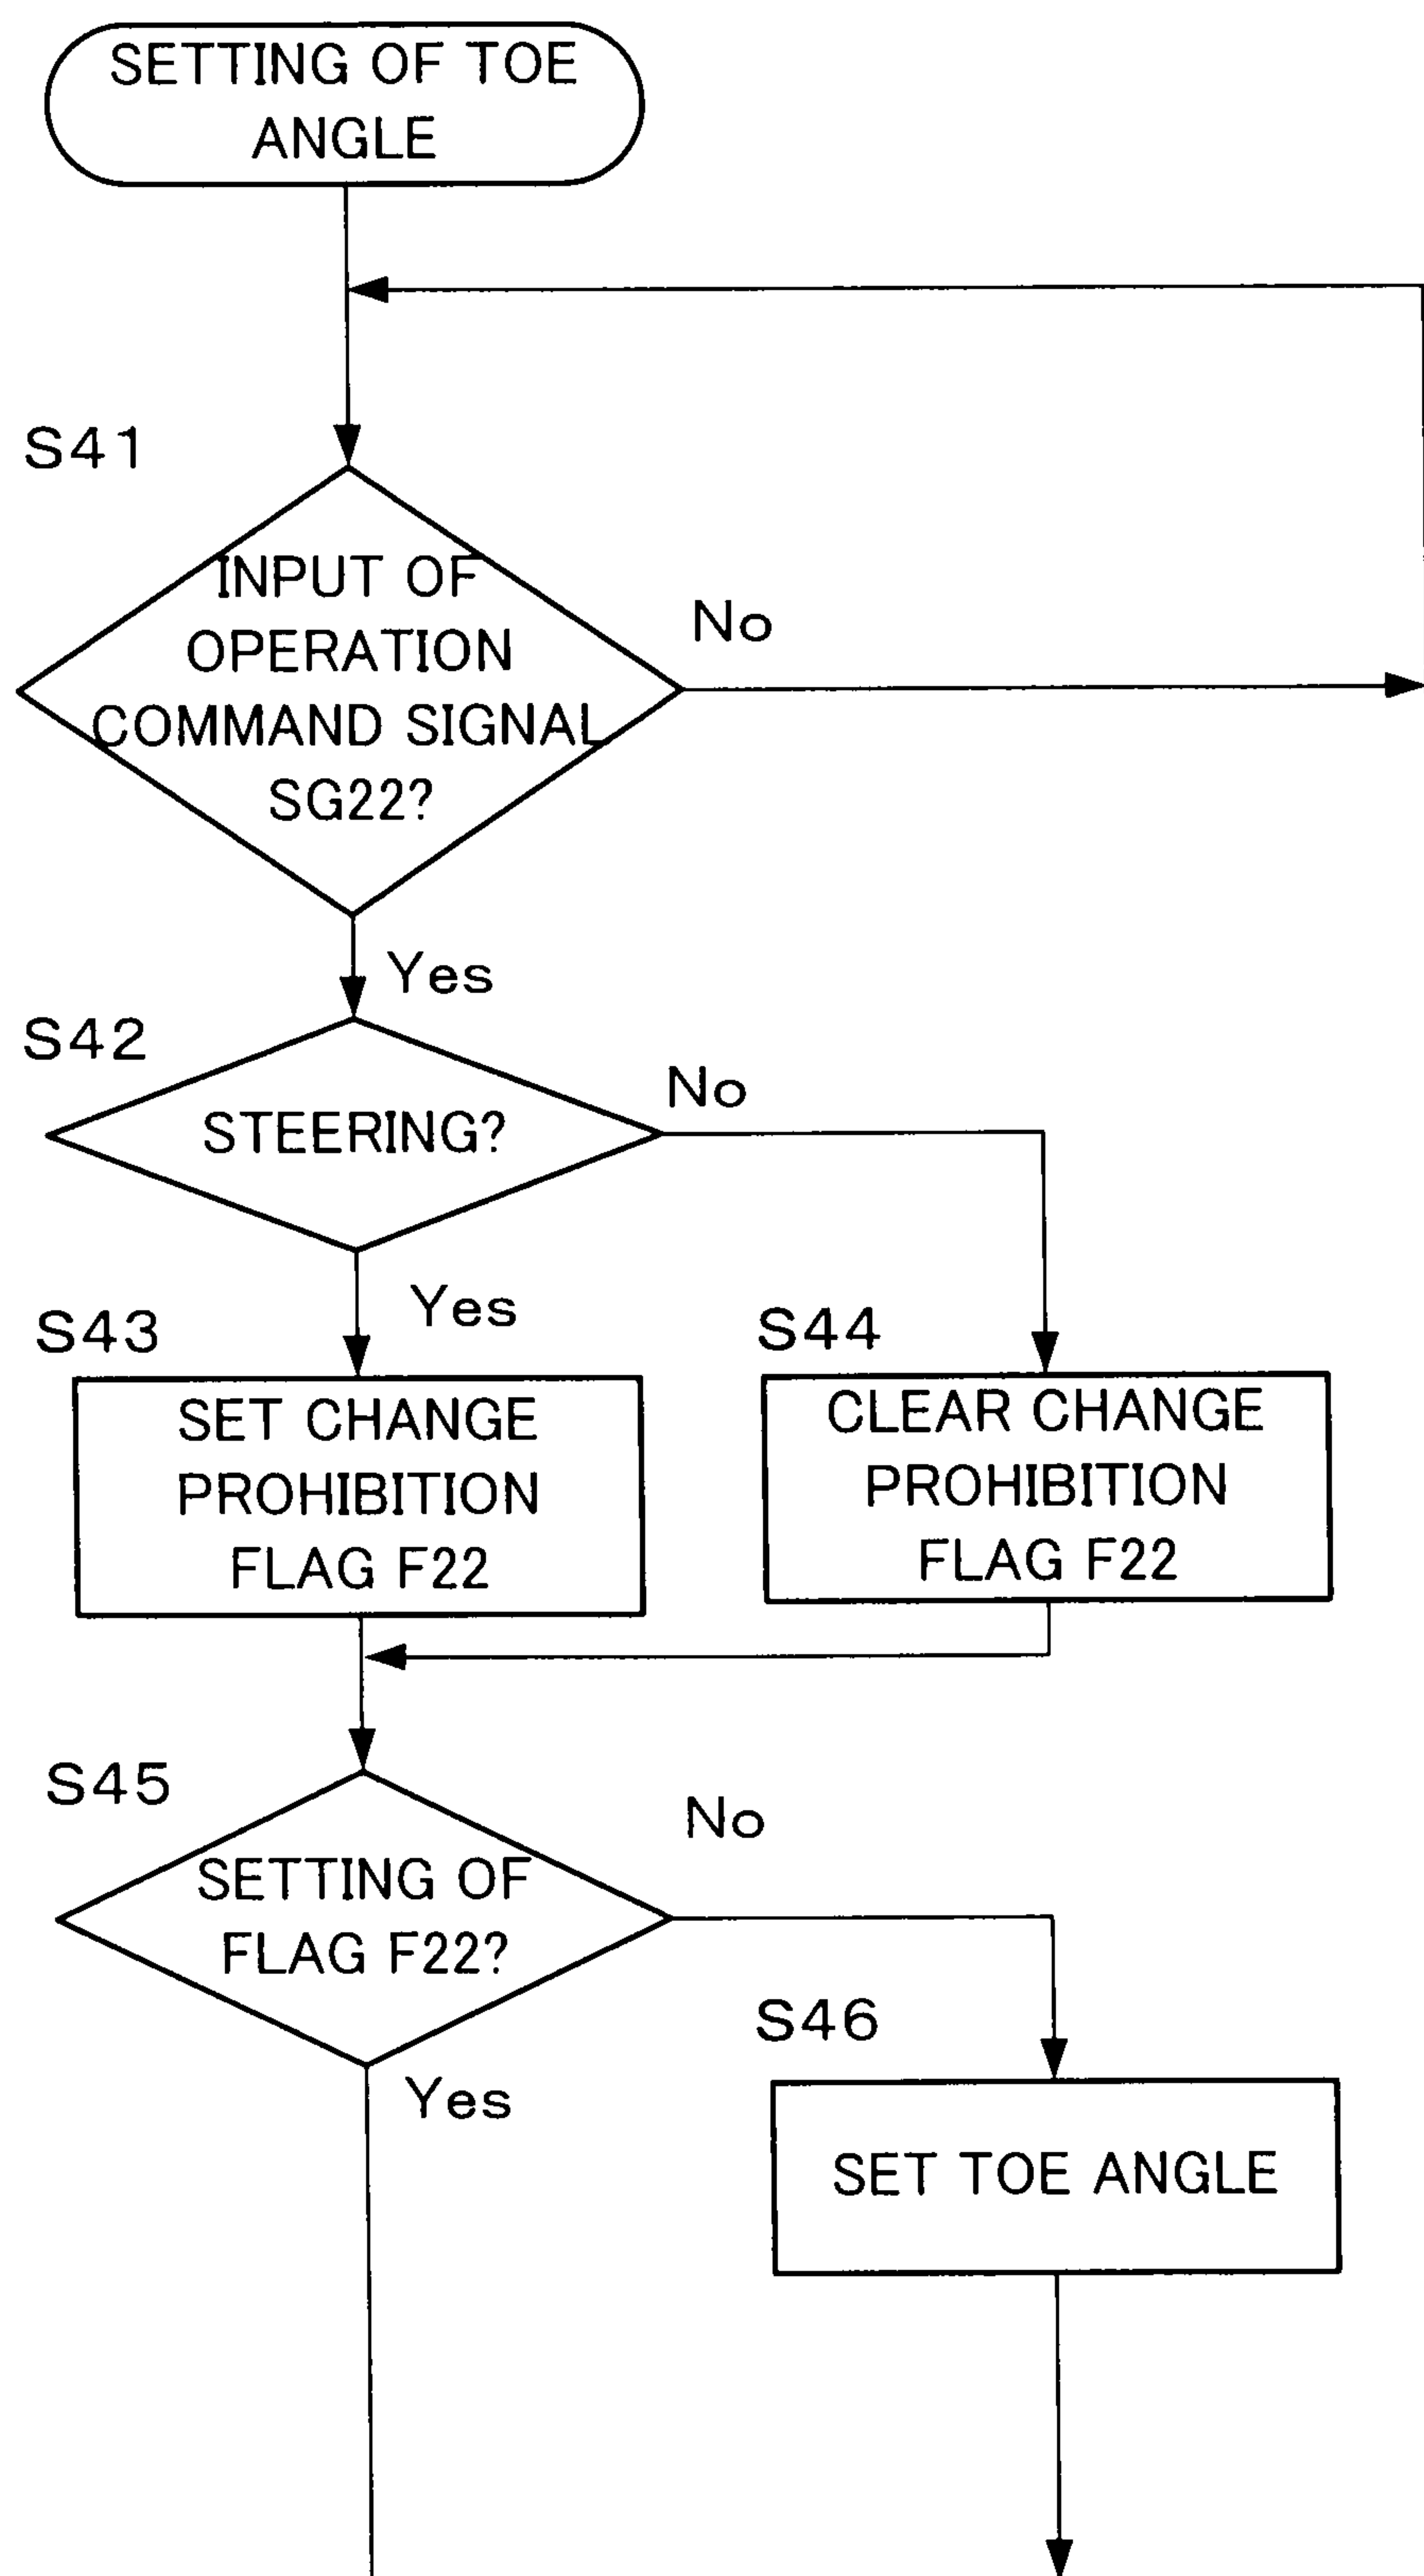 SETTING OF TOE
ANGLE
S41
INPUT OF
OPERATION
COMMAND SIGNAL
SG22?
No
Yes
S42
STEERING?
No
Yes
S43
SET CHANGE
PROHIBITION
FLAG F22
S44
CLEAR CHANGE
PROHIBITION
FLAG F22
S45
SETTING OF
FLAG F22?
No
Yes
S46
SET TOE ANGLE